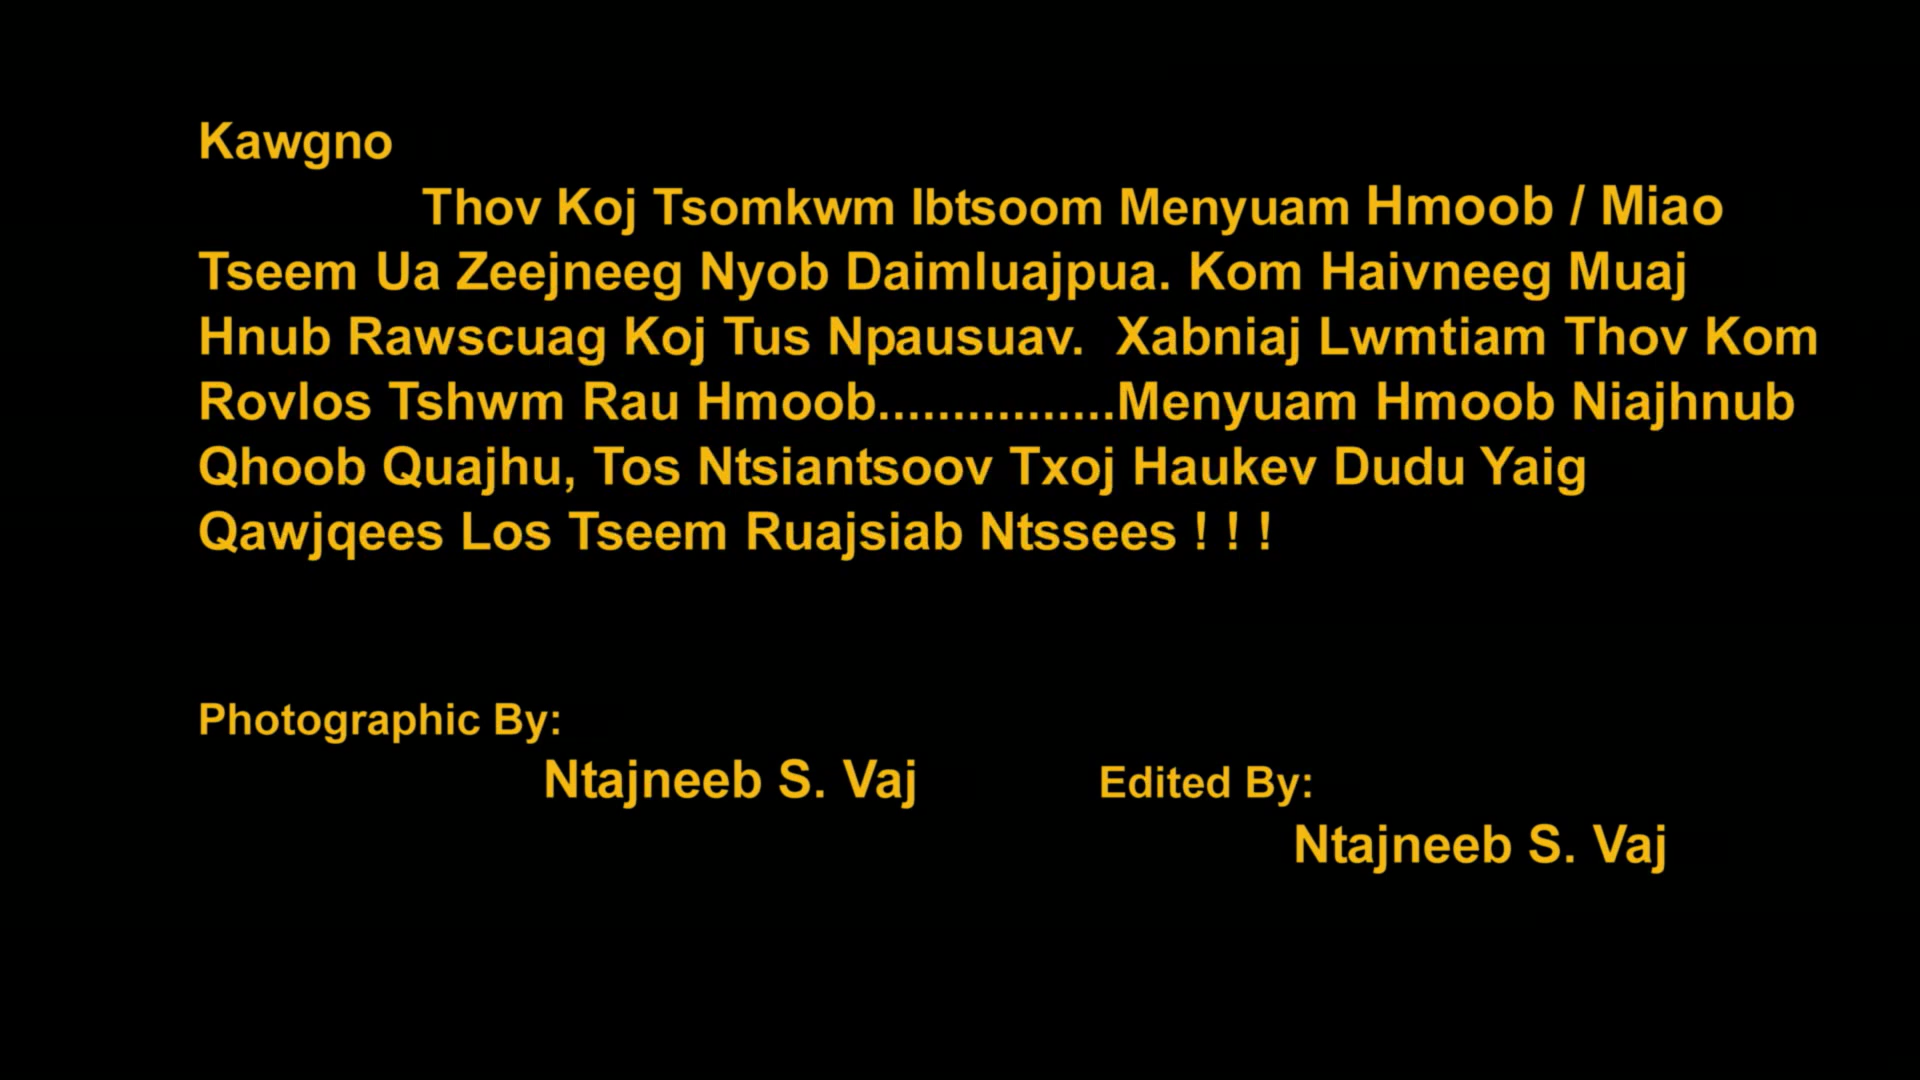 Kawgno
Thov Koj Tsomkwm Ibtsoom Menyuam Hmoob / Miao
Tseem Ua Zeejneeg Nyob Daimluajpua. Kom Haivneeg Muaj
Hnub Rawscuag Koj Tus Npausuav.  Xabniaj Lwmtiam Thov Kom
Rovlos Tshwm Rau Hmoob................Menyuam Hmoob Niajhnub
Qhoob Quajhu, Tos Ntsiantsoov Txoj Haukev Dudu Yaig
Qawjqees Los Tseem Ruajsiab Ntssees ! ! !
Photographic By:
Ntajneeb S. Vaj
Edited By:
Ntajneeb S. Vaj